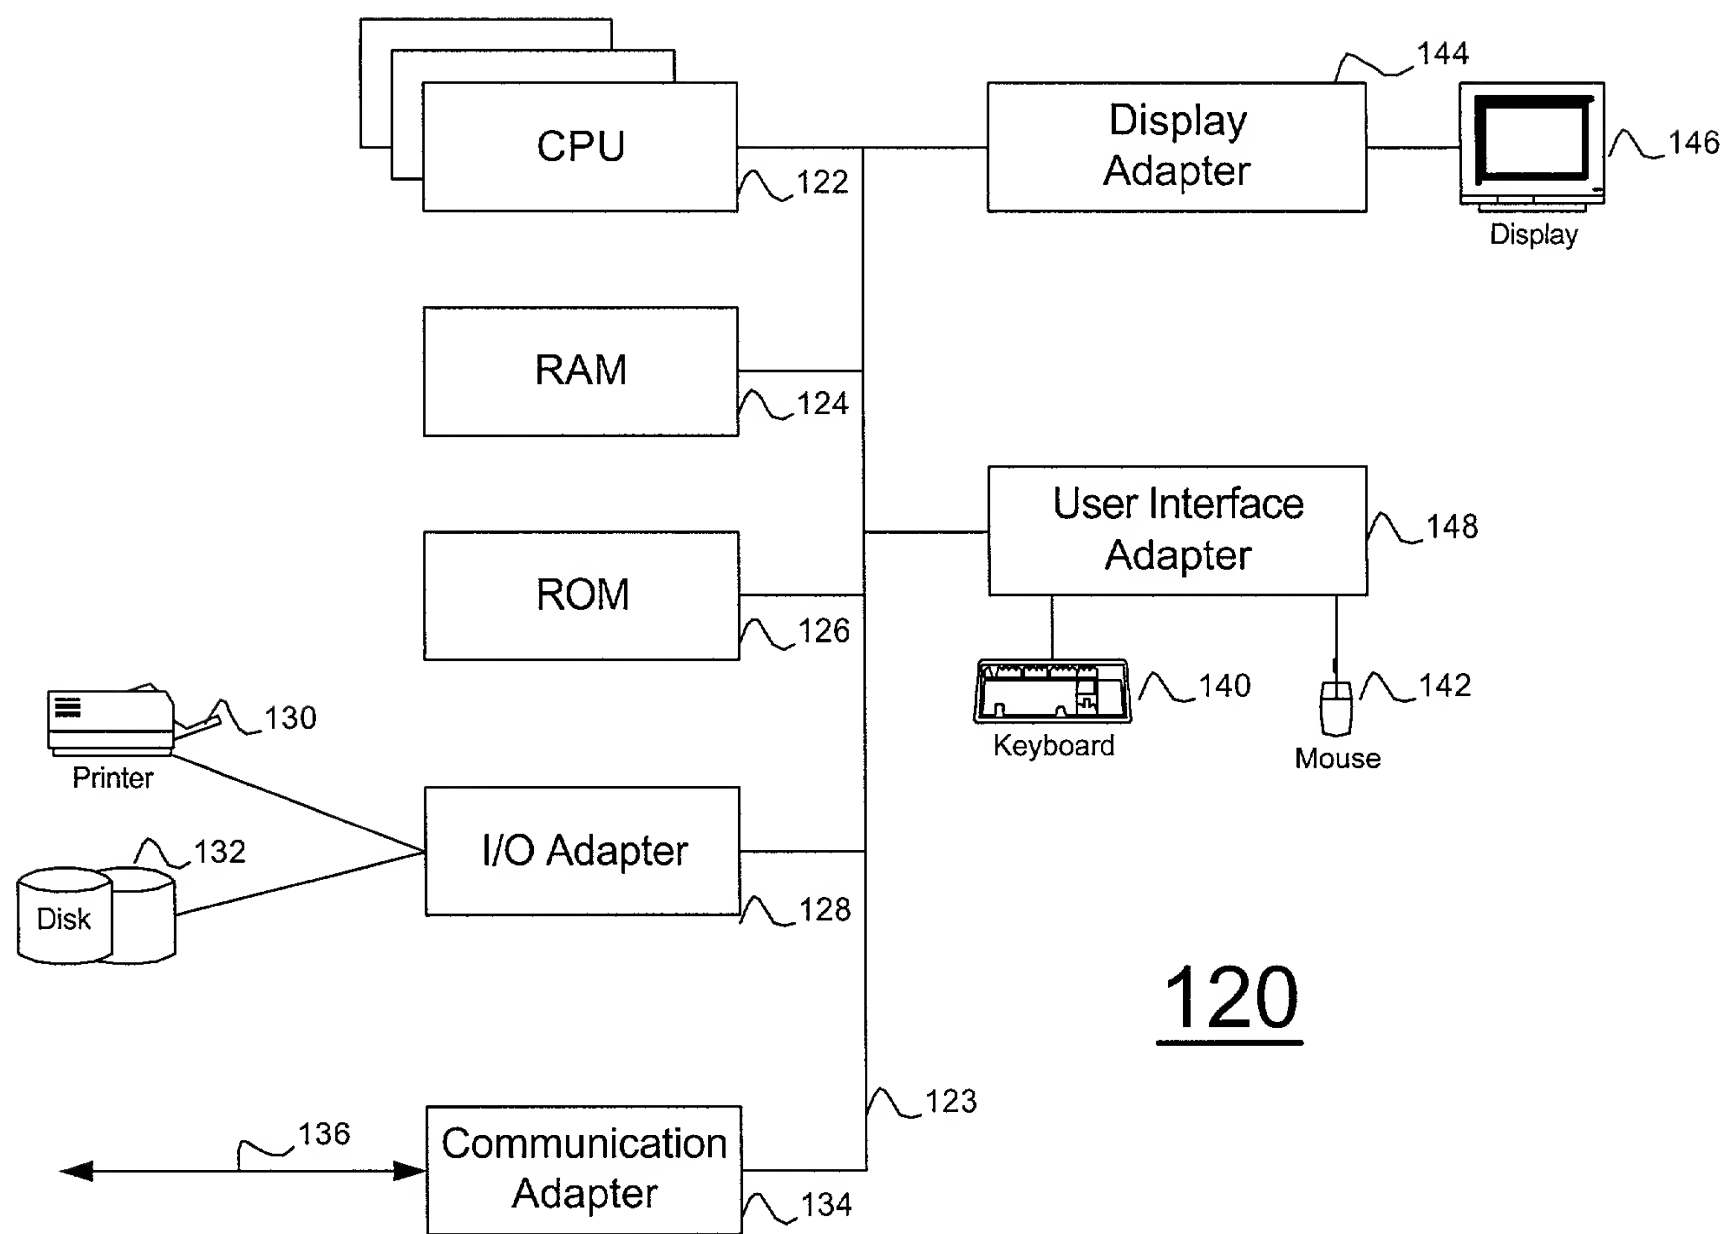 144
CPU
Display
Adapter
146
122
Display
RAM
124
User Interface
Adapter
148
ROM
126
140
142
130
Keyboard
Mouse
Printer
132
I/O Adapter
Disk
128
120
123
136
Communication
Adapter
134